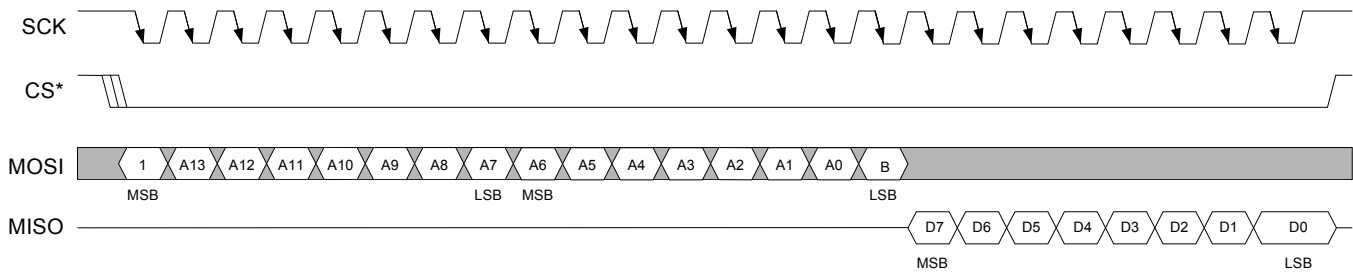 SCK
CS*
MOSI 1 A13 A12 A11 A10 A9 A8 A7 A6 A5 A4 A3 A2 A1 A0 B
MSB LSB MSB LSB
MISO D7 D6 D5 D4 D3 D2 D1 D0
MSB LSB